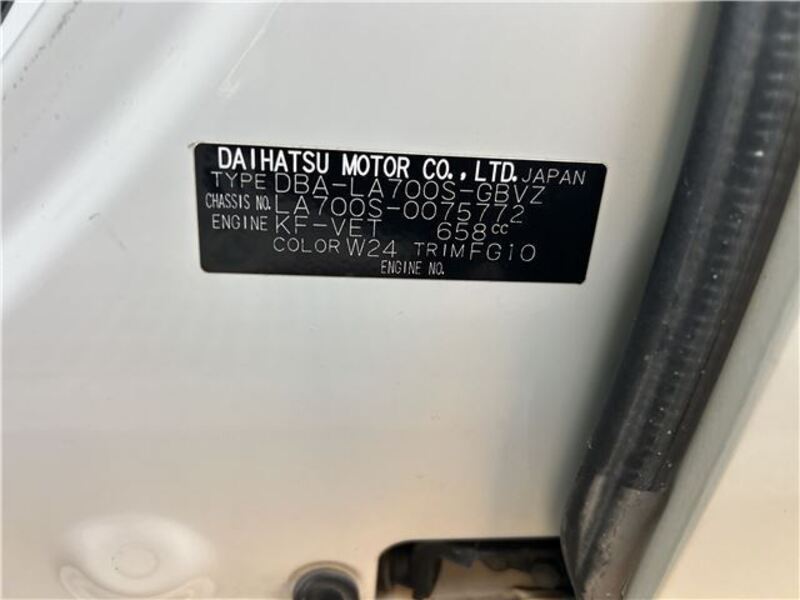 DAIHATSU MOTOR CO.,LTD. JAPAN
TYPE DBA-LA700S-GBVZ
CHASSIS NO. LA700S-0075772
ENGINE KF-VET 658cc
COLOR W24 TRIM FG10
ENGINE NO.